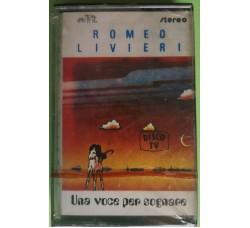 stereo
ROMEO
LIVIERI
DISCO
TV
Una voce per sognare